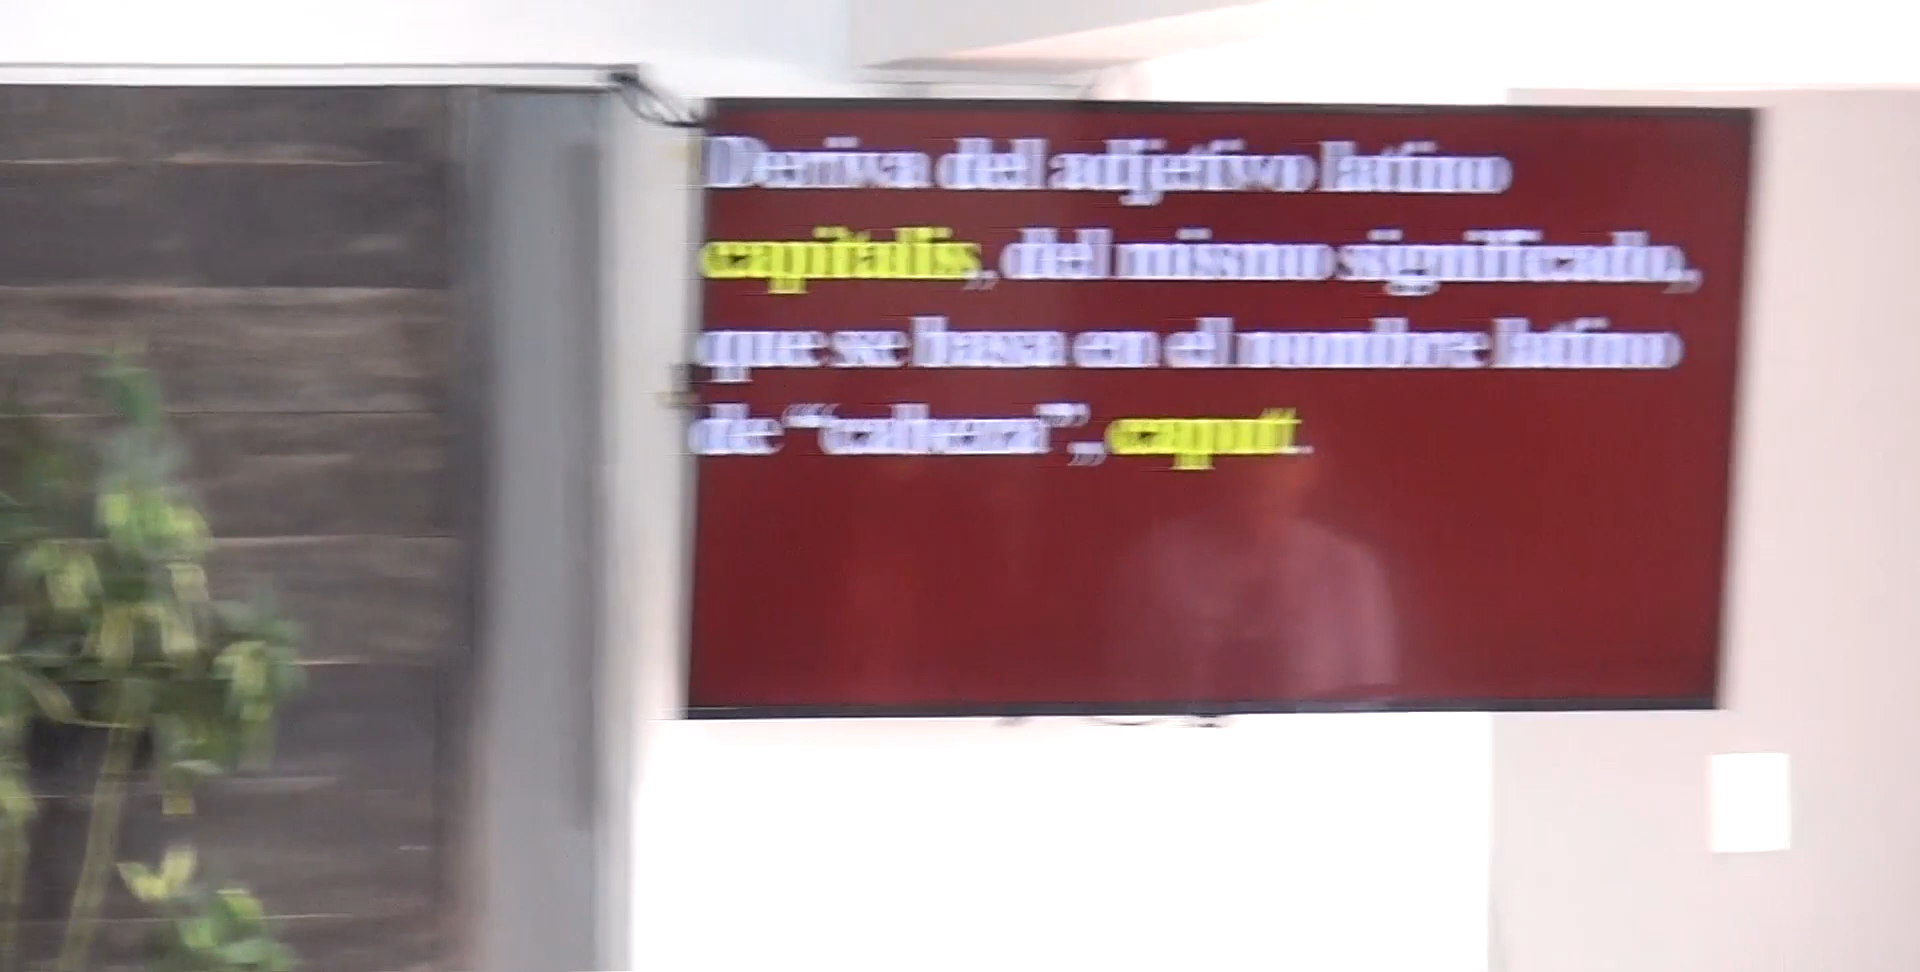 Deriva del adjetivo latino
capitalis, del mismo significado,
que se basa en el nombre latino
de “cabeza”, caput.